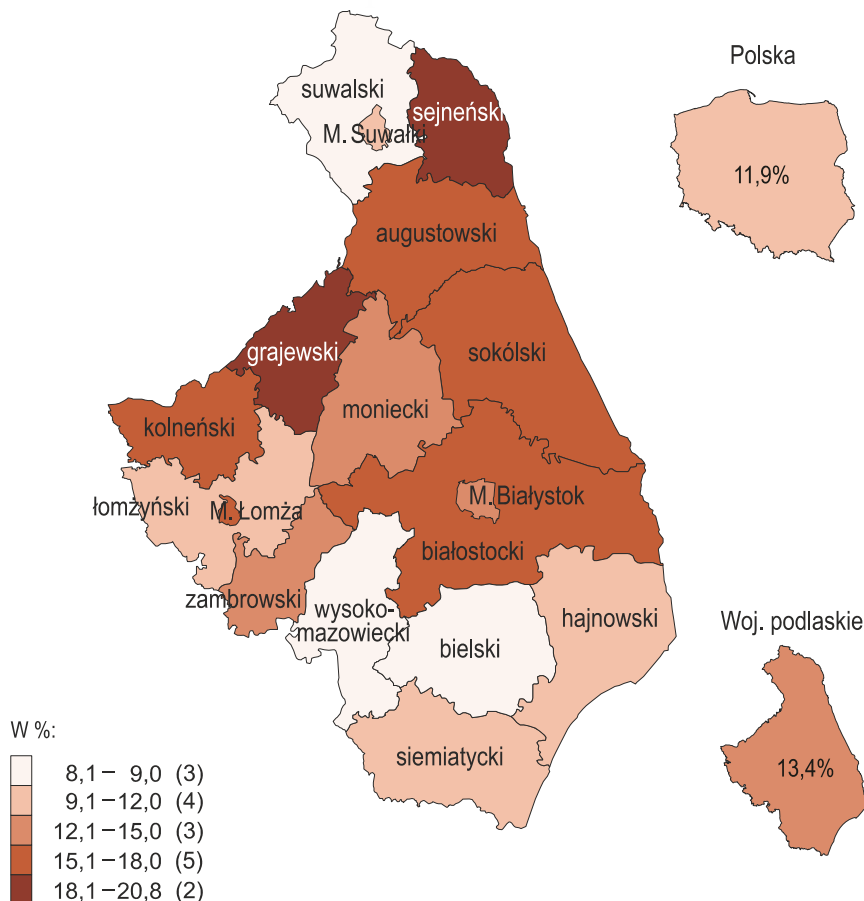 Polska
suwalski
sejneński
M. Suwałki
11,9%
augustowski
sokólski
grajewski
moniecki
kolneński
M. Białystok
łomżyński
M. Łomża
białostocki
zambrowski
wysoko-
mazowiecki
hajnowski
Woj. podlaskie
bielski
siemiatycki
13,4%
W %:
8,1 – 9,0 (3)
9,1 – 12,0 (4)
12,1 – 15,0 (3)
15,1 – 18,0 (5)
18,1 – 20,8 (2)